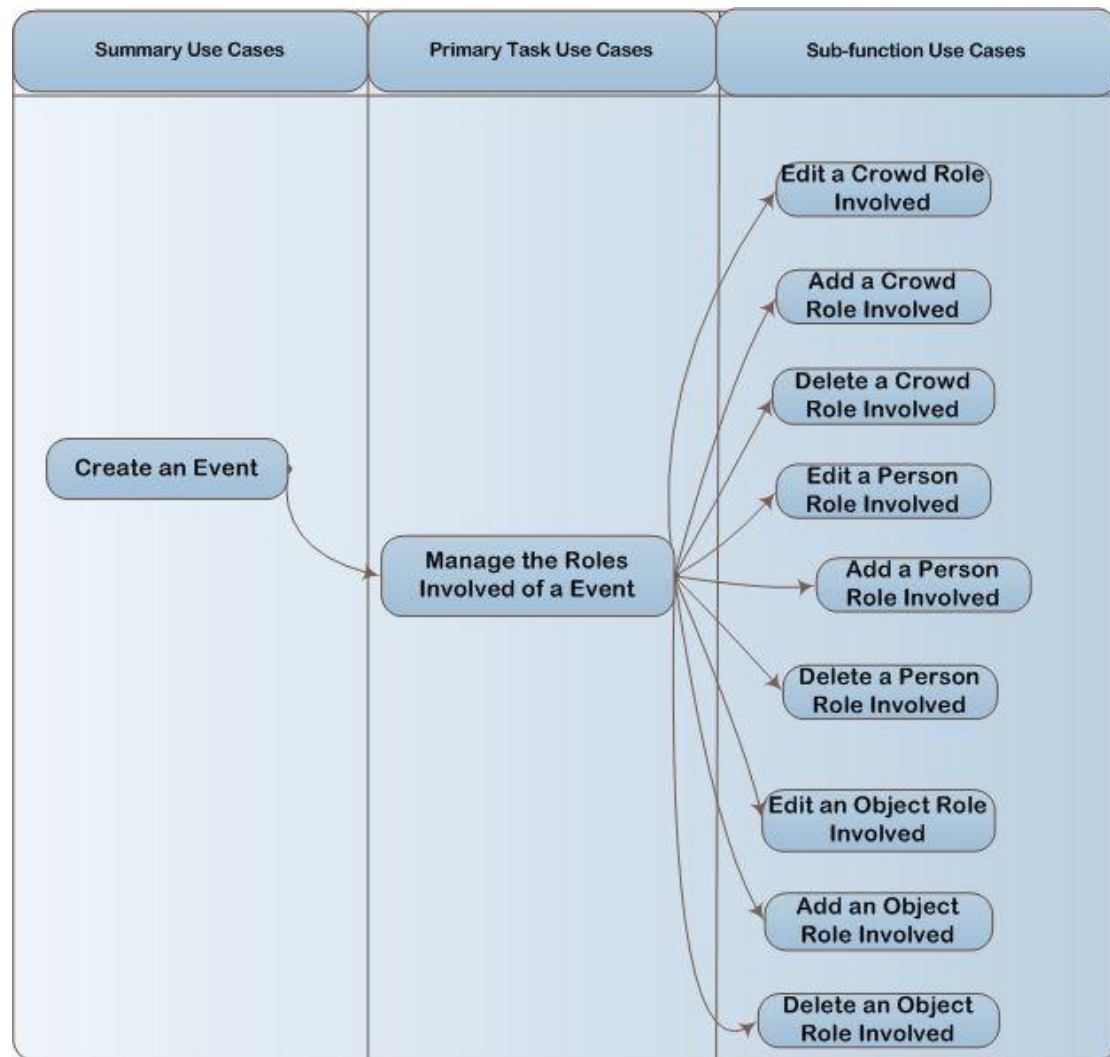 Summary Use Cases
Primary Task Use Cases
Sub-function Use Cases
Edit a Crowd Role
Involved
Add a Crowd
Role Involved
Delete a Crowd
Role Involved
Create an Event
Edit a Person
Role Involved
Manage the Roles
Involved of a Event
Add a Person
Role Involved
Delete a Person
Role Involved
Edit an Object Role
Involved
Add an Object
Role Involved
Delete an Object
Role Involved